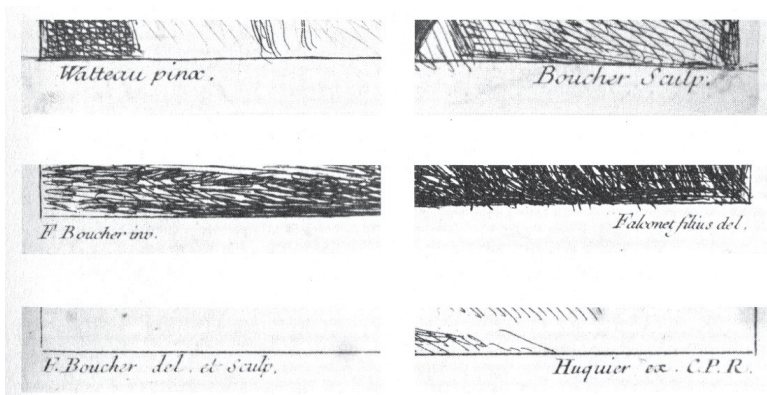 Watteau pinx.
Boucher Sculp.
F. Boucher inv.
Falconet filius del.
F. Boucher del. et Sculp.
Huquier ex. C.P.R.